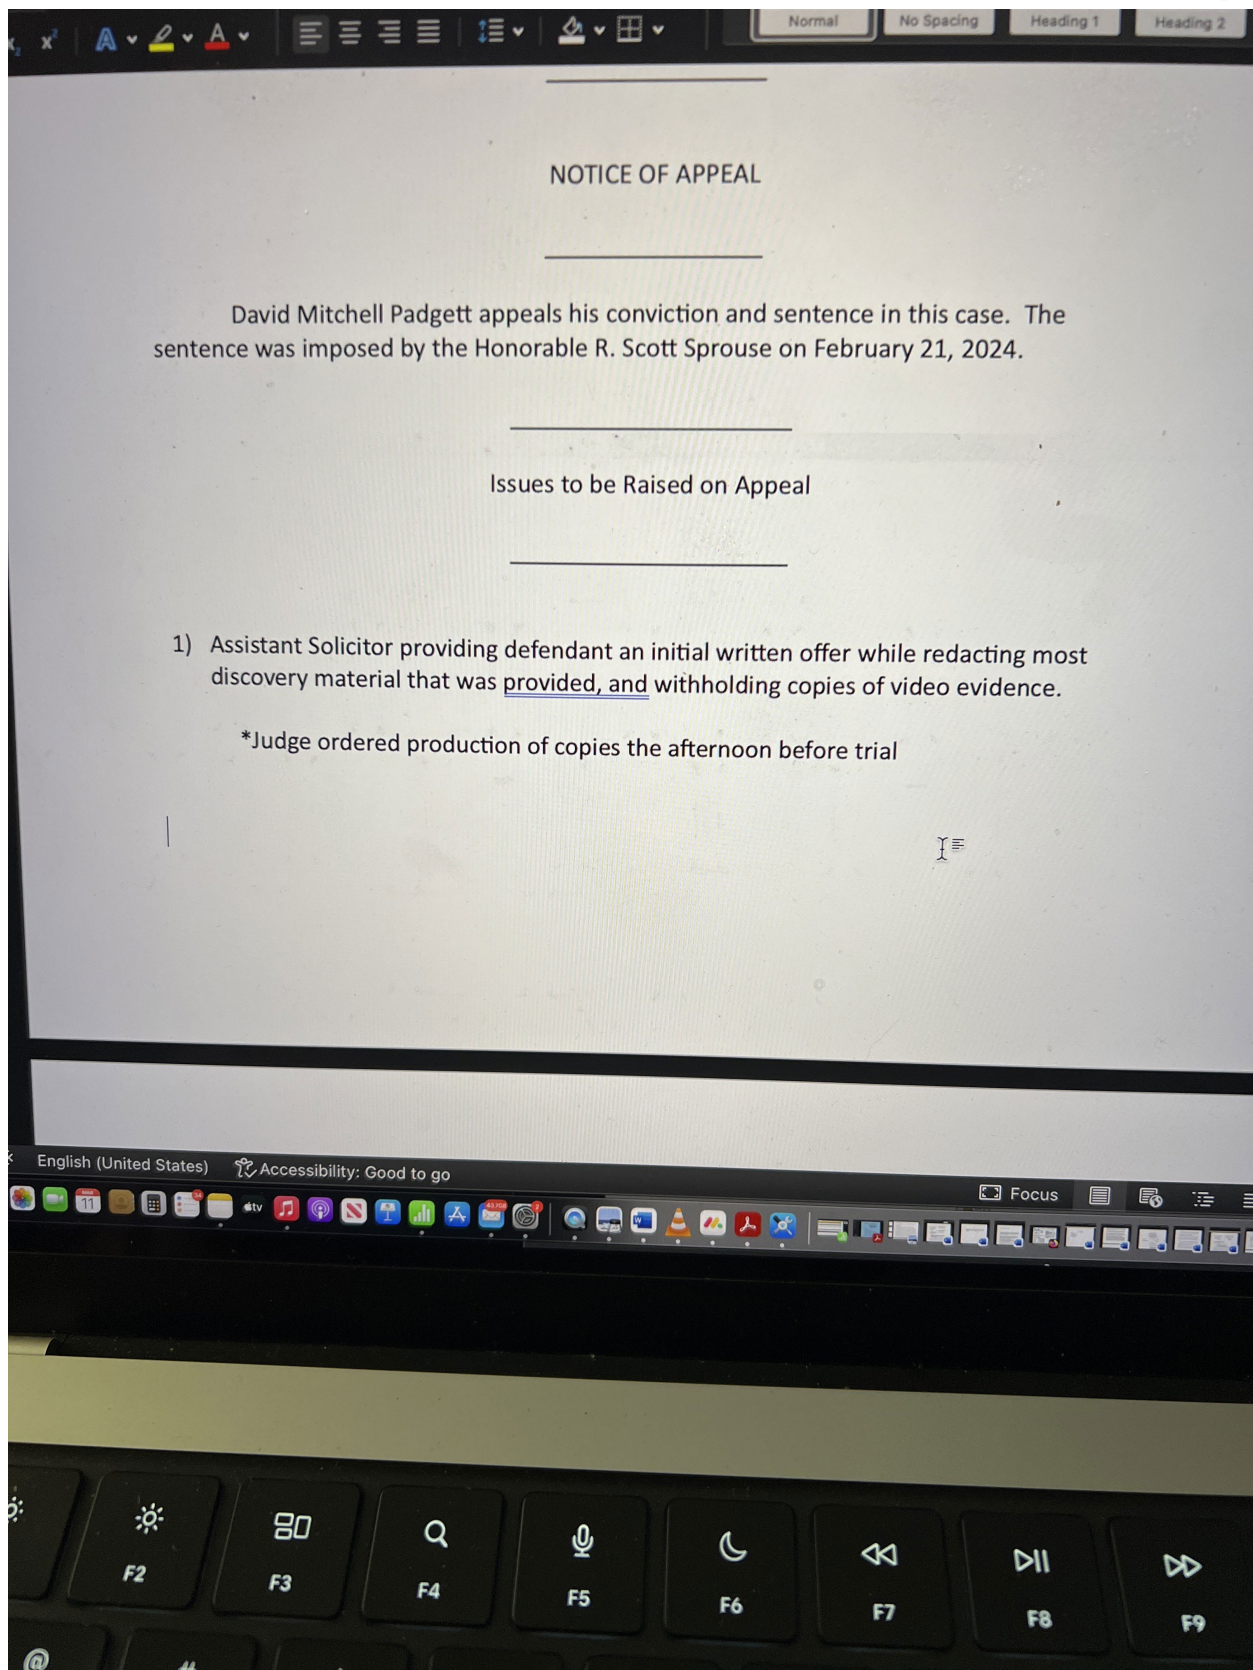 Normal
No Spacing
Heading 1
Heading 2
NOTICE OF APPEAL
David Mitchell Padgett appeals his conviction and sentence in this case. The
sentence was imposed by the Honorable R. Scott Sprouse on February 21, 2024.
Issues to be Raised on Appeal
1) Assistant Solicitor providing defendant an initial written offer while redacting most
discovery material that was provided, and withholding copies of video evidence.
*Judge ordered production of copies the afternoon before trial
English (United States)
Accessibility: Good to go
Focus
11
tv
F2
F3
F4
F5
F6
F7
F8
F9
@
#